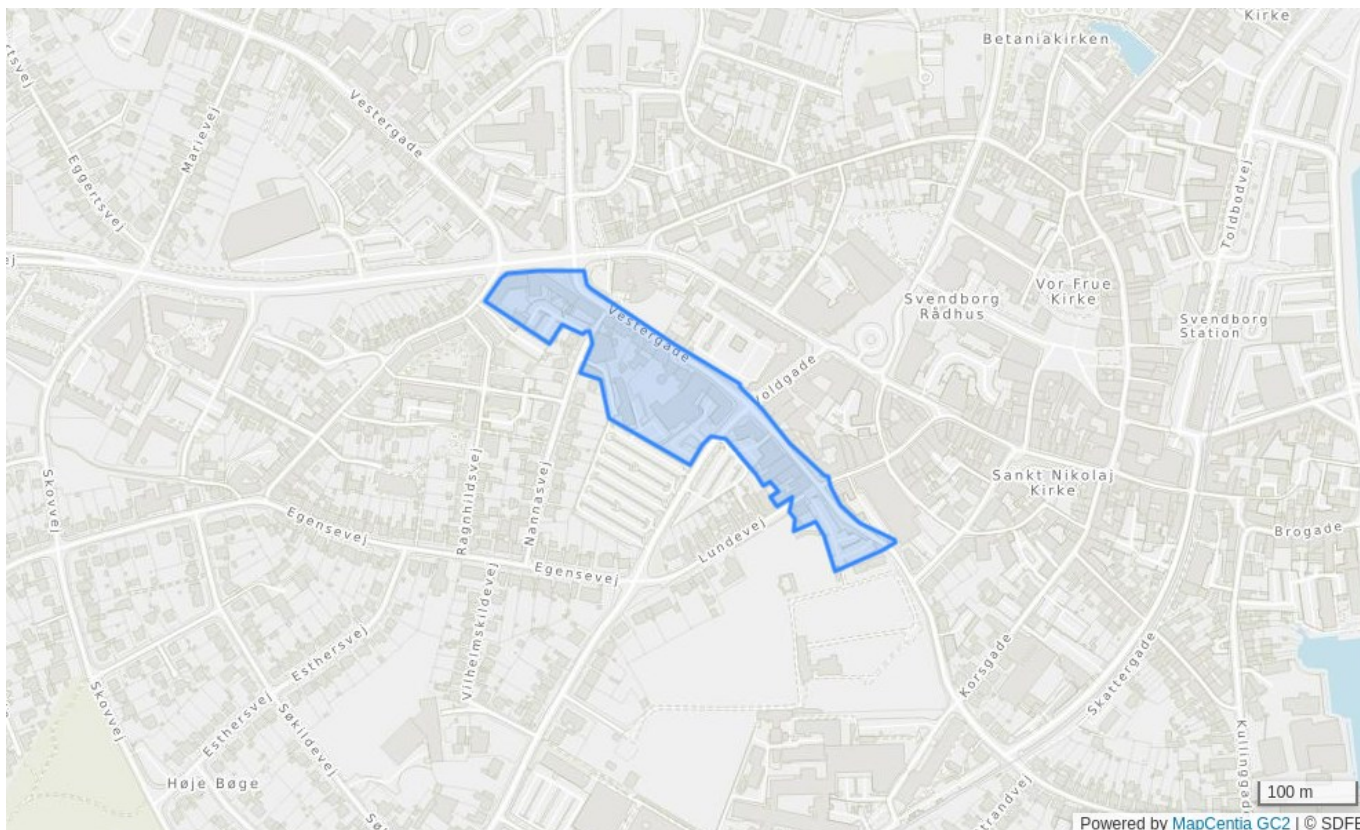 Kirke
Betaniakirken
Vestergade
Marievej
Eggertsvej
Toldbodvej
Vor Frue
Kirke
Svendborg
Rådhus
Svendborg
Station
Vestergade
Voldgade
Sankt Nikolaj
Kirke
Skovvej
Ragnhildsvej
Nannasvej
Egensevej
Lundevej
Brogade
Egensevej
Vilhelmskildevej
Esthersvej
Korsgade
Skattergade
Skovvej
Esthersvej
Søkildevej
Høje Bøge
100 m
Powered by MapCentia GC2 | © SDFE